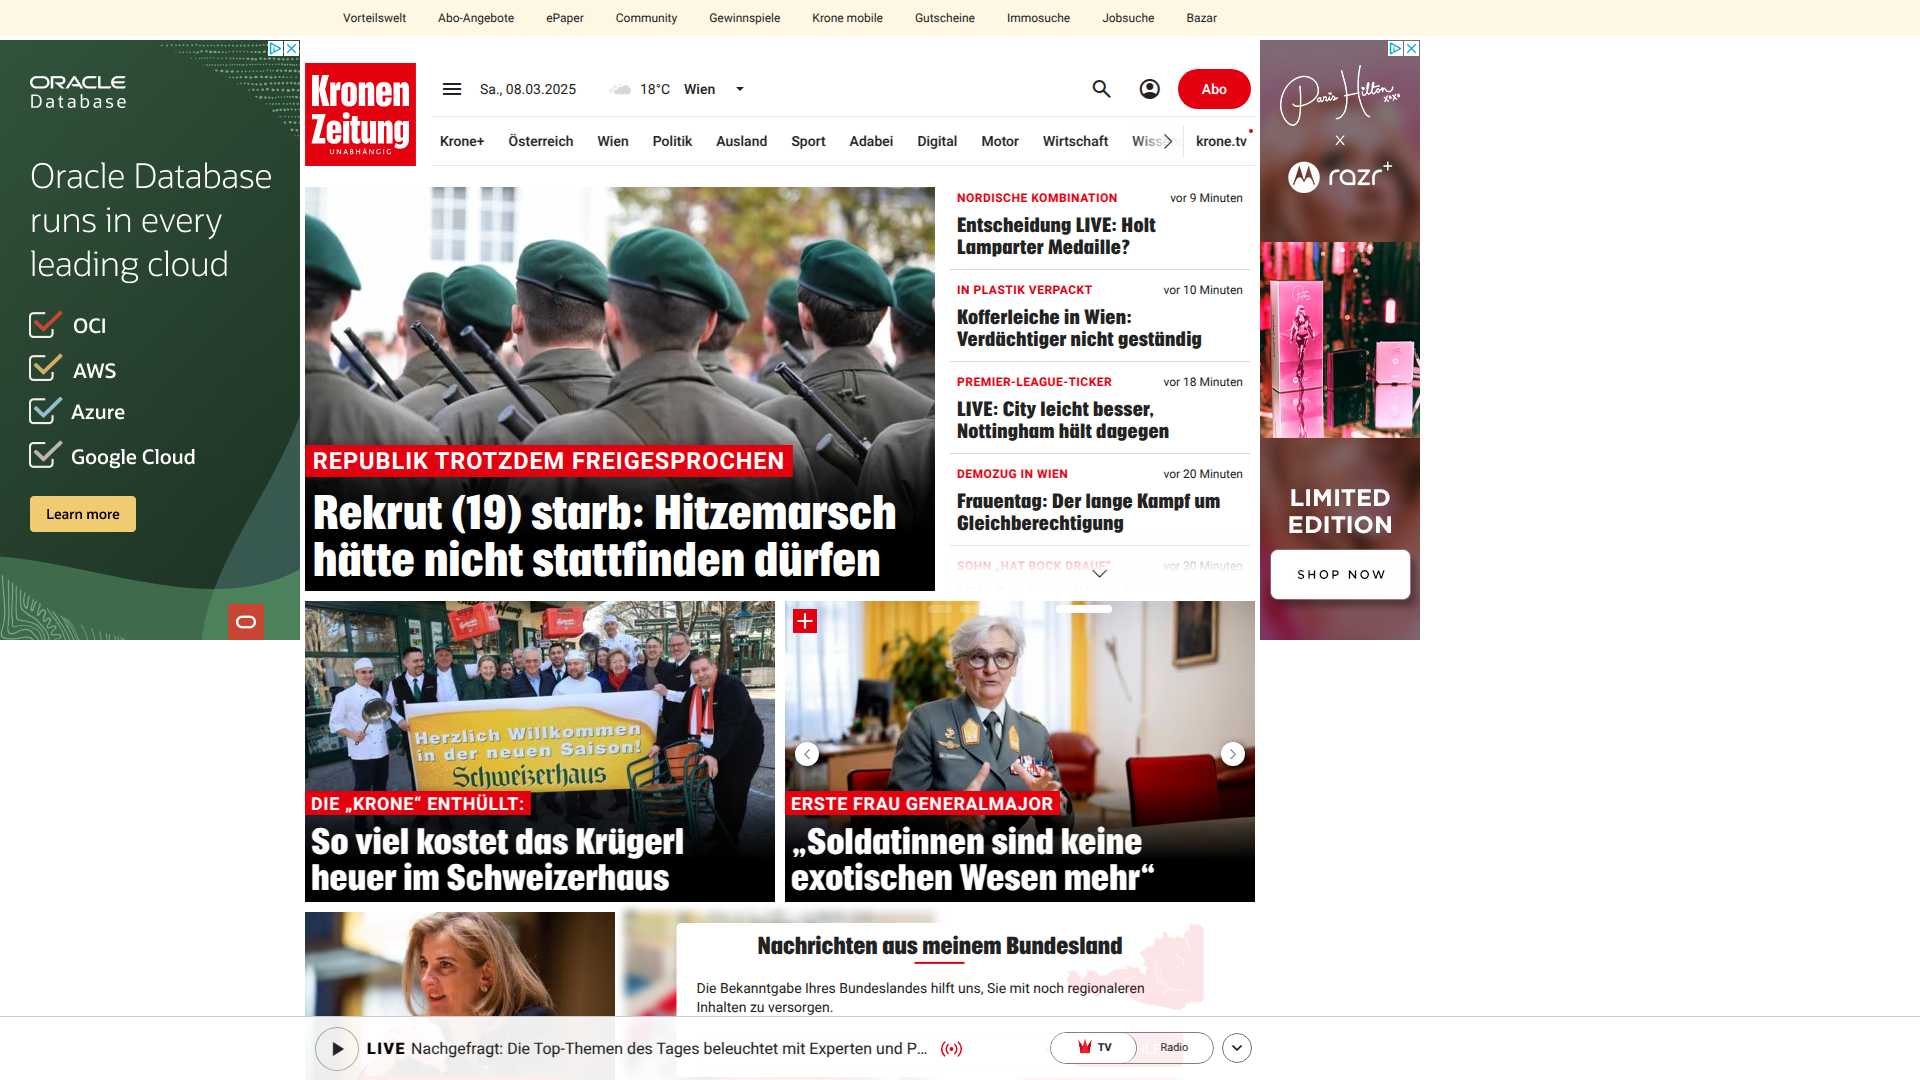 Vorteilswelt Abo-Angebote ePaper Community Gewinnspiele Krone mobile Gutscheine Immosuche Jobsuche Bazar
ORACLE
Database
Oracle Database
runs in every
leading cloud
OCI
AWS
Azure
Google Cloud
Learn more
Kronen
Zeitung
UNABHÄNGIG
Sa., 08.03.2025
18°C Wien
Abo
Krone+ Österreich Wien Politik Ausland Sport Adabei Digital Motor Wirtschaft krone.tv
REPUBLIK TROTZDEM FREIGESPROCHEN
Rekrut (19) starb: Hitzemarsch
hätte nicht stattfinden dürfen
NORDISCHE KOMBINATION vor 9 Minuten
Entscheidung LIVE: Holt
Lamparter Medaille?
IN PLASTIK VERPACKT vor 10 Minuten
Kofferleiche in Wien:
Verdächtiger nicht geständig
PREMIER-LEAGUE-TICKER vor 18 Minuten
LIVE: City leicht besser,
Nottingham hält dagegen
DEMOZUG IN WIEN vor 20 Minuten
Frauentag: Der lange Kampf um
Gleichberechtigung
SOHN „HAT BOCK DRAUF“ vor 30 Minuten
Herzlich Willkommen
in der neuen Saison!
Schweizerhaus
DIE „KRONE“ ENTHÜLLT:
So viel kostet das Krügerl
heuer im Schweizerhaus
ERSTE FRAU GENERALMAJOR
„Soldatinnen sind keine
exotischen Wesen mehr“
Nachrichten aus meinem Bundesland
Die Bekanntgabe Ihres Bundeslandes hilft uns, Sie mit noch regionaleren
Inhalten zu versorgen.
LIVE Nachgefragt: Die Top-Themen des Tages beleuchtet mit Experten und P...
TV Radio
Paris Hilton
xoxo
X
razr+
LIMITED
EDITION
SHOP NOW